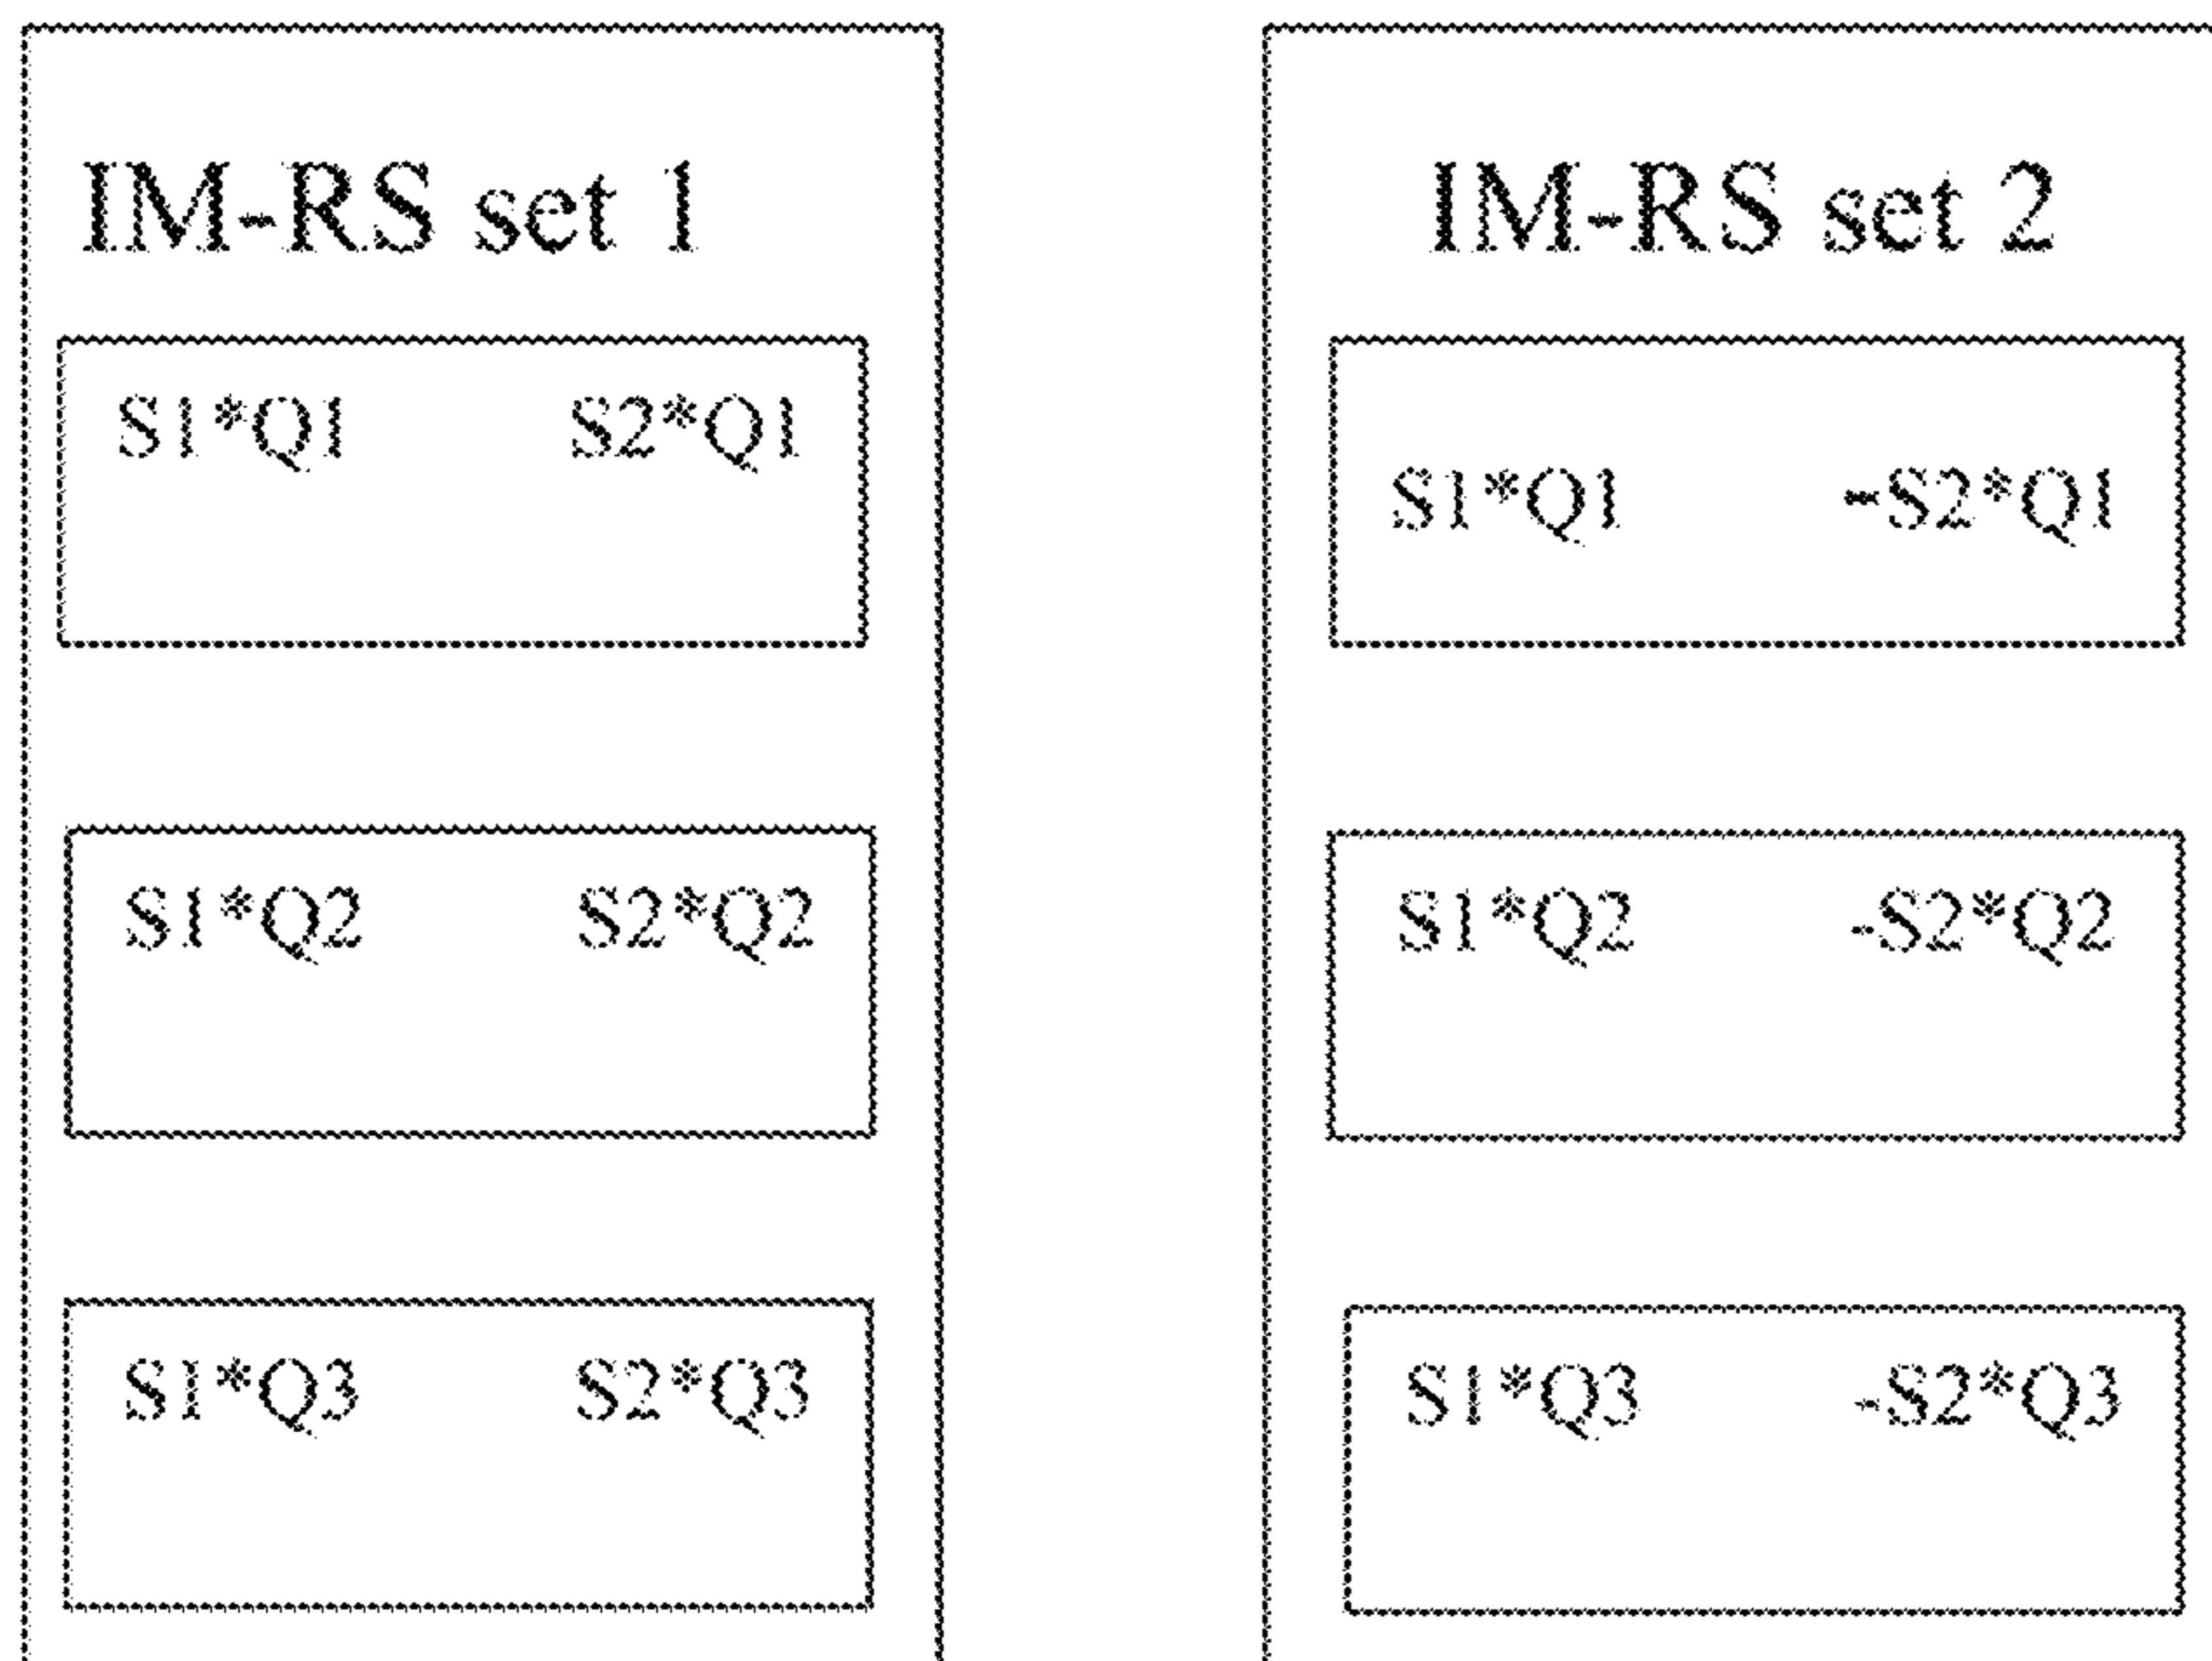 IM-RS set 1
S1*Q1 S2*Q1
S1*Q2 S2*Q2
S1*Q3 S2*Q3
IM-RS set 2
S1*Q1 -S2*Q1
S1*Q2 -S2*Q2
S1*Q3 -S2*Q3